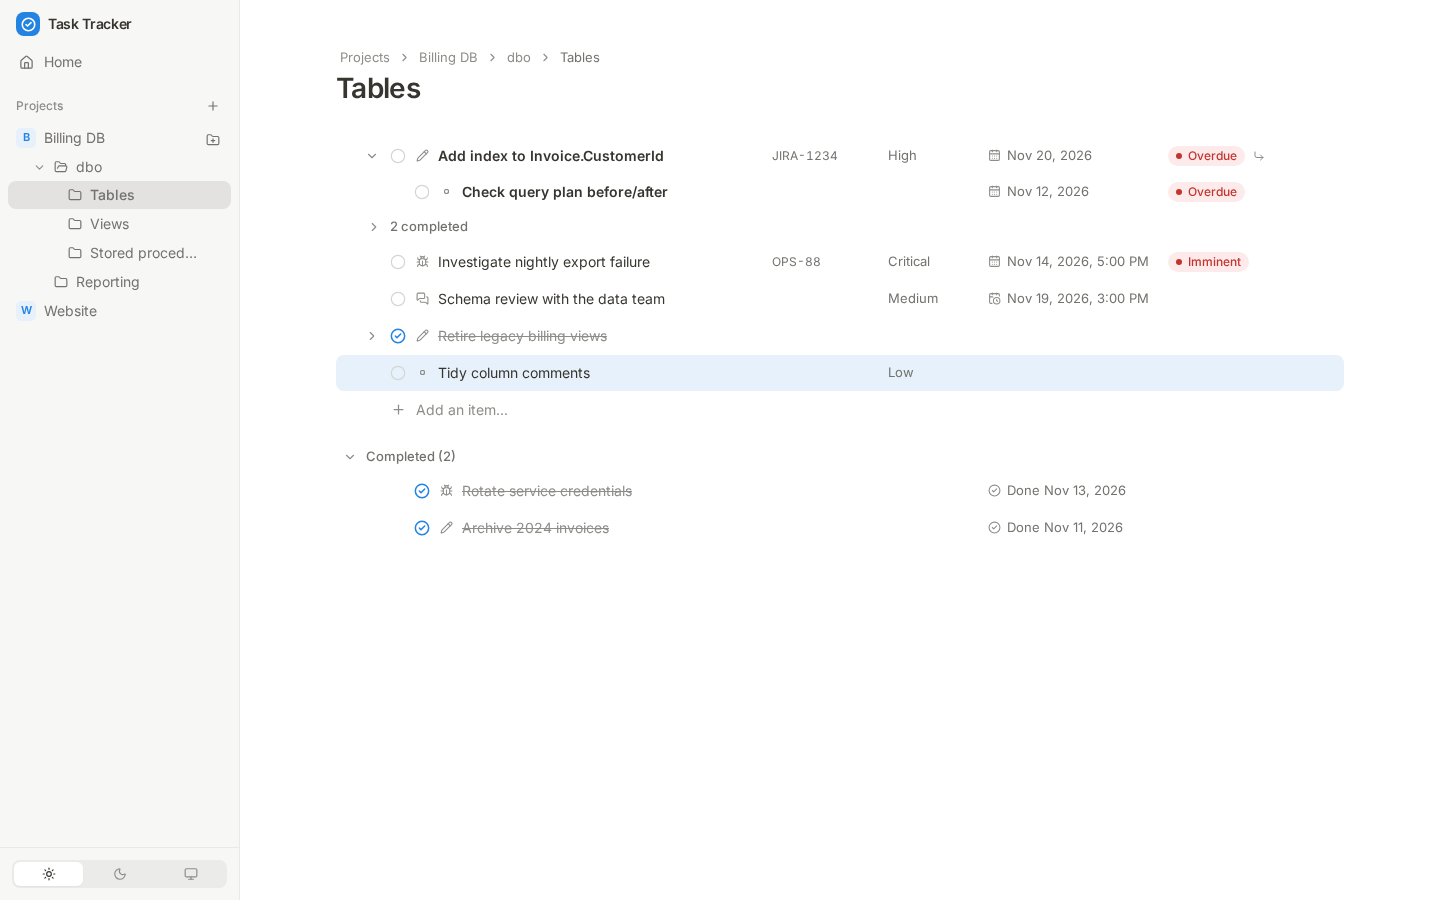 Task Tracker
Home
Projects
B Billing DB
dbo
Tables
Views
Stored proced...
Reporting
W Website
Projects Billing DB dbo Tables
Tables
Add index to Invoice.CustomerId JIRA-1234 High Nov 20, 2026 Overdue
Check query plan before/after Nov 12, 2026 Overdue
2 completed
Investigate nightly export failure OPS-88 Critical Nov 14, 2026, 5:00 PM Imminent
Schema review with the data team Medium Nov 19, 2026, 3:00 PM
Retire legacy billing views
Tidy column comments Low
Add an item...
Completed (2)
Rotate service credentials Done Nov 13, 2026
Archive 2024 invoices Done Nov 11, 2026